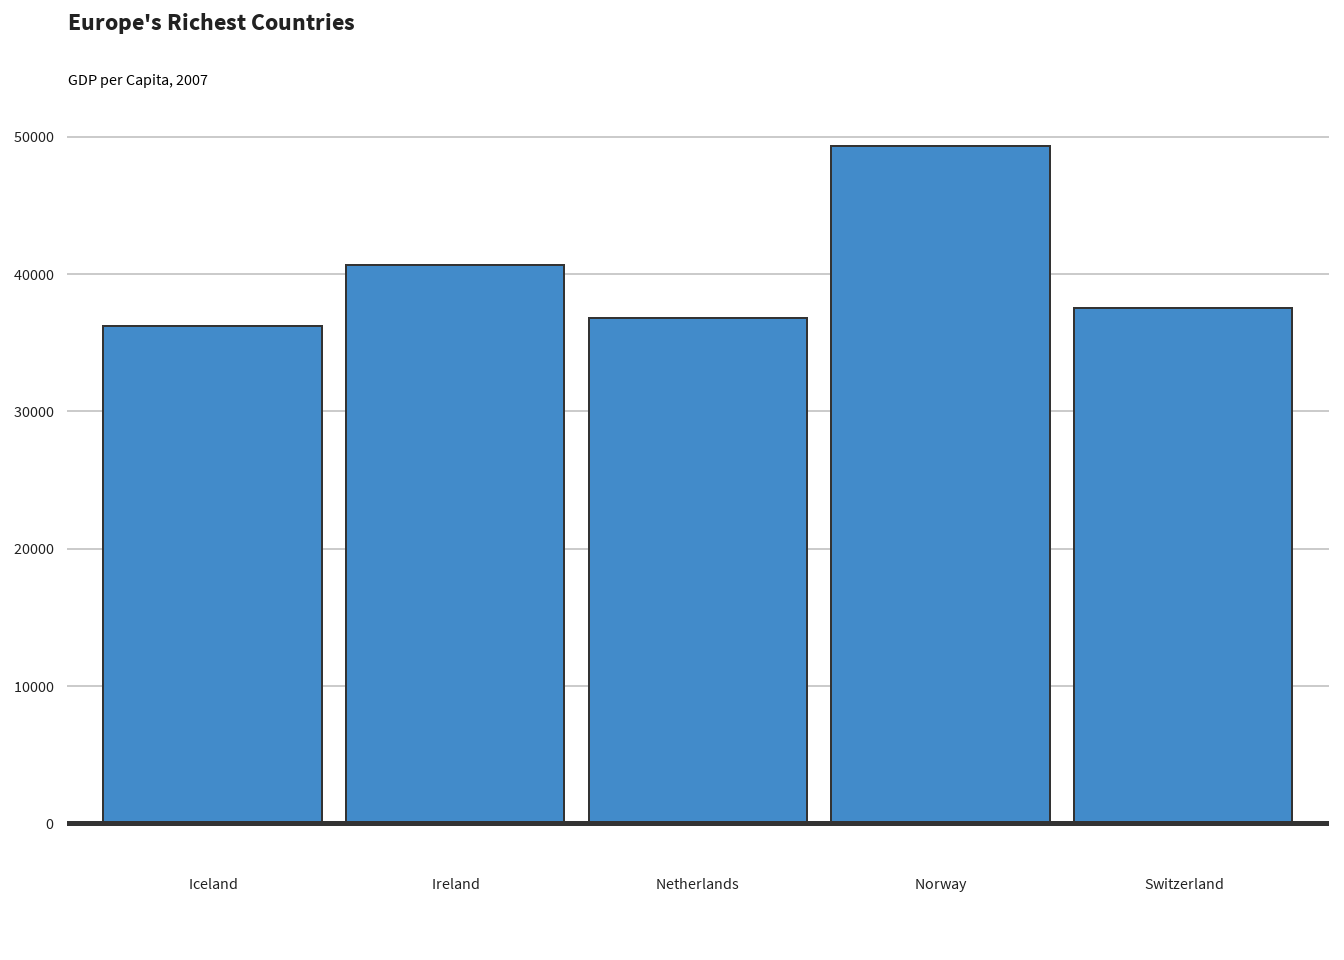 Europe's Richest Countries
GDP per Capita, 2007
50000
40000
30000
20000
10000
0
Iceland Ireland Netherlands Norway Switzerland